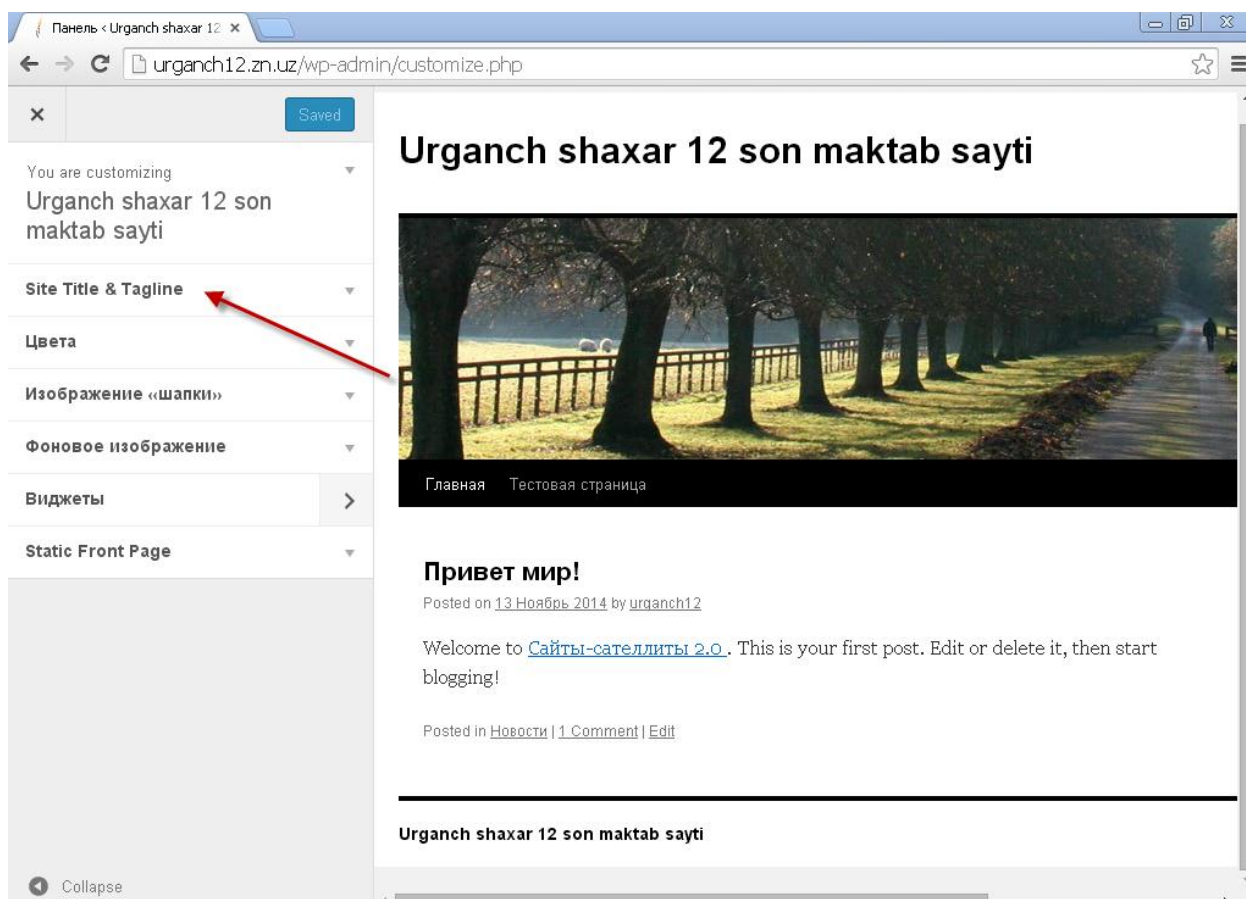 Панель ‹ Urganch shaxar 12
urganch12.zn.uz/wp-admin/customize.php
Saved
You are customizing
Urganch shaxar 12 son
maktab sayti
Site Title & Tagline
Цвета
Изображение «шапки»
Фоновое изображение
Виджеты
Static Front Page
Collapse
Urganch shaxar 12 son maktab sayti
Главная Тестовая страница
Привет мир!
Posted on 13 Ноябрь 2014 by urganch12
Welcome to Сайты-сателлиты 2.0 . This is your first post. Edit or delete it, then start
blogging!
Posted in Новости | 1 Comment | Edit
Urganch shaxar 12 son maktab sayti